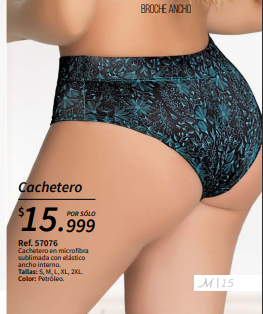 BROCHE ANCHO
Cachetero
$15.999
POR SÓLO
Ref. 57076
Cachetero en microfibra
sublimada con elástico
ancho interno.
Tallas: S, M, L, XL, 2XL.
Color: Petróleo.
M | 15